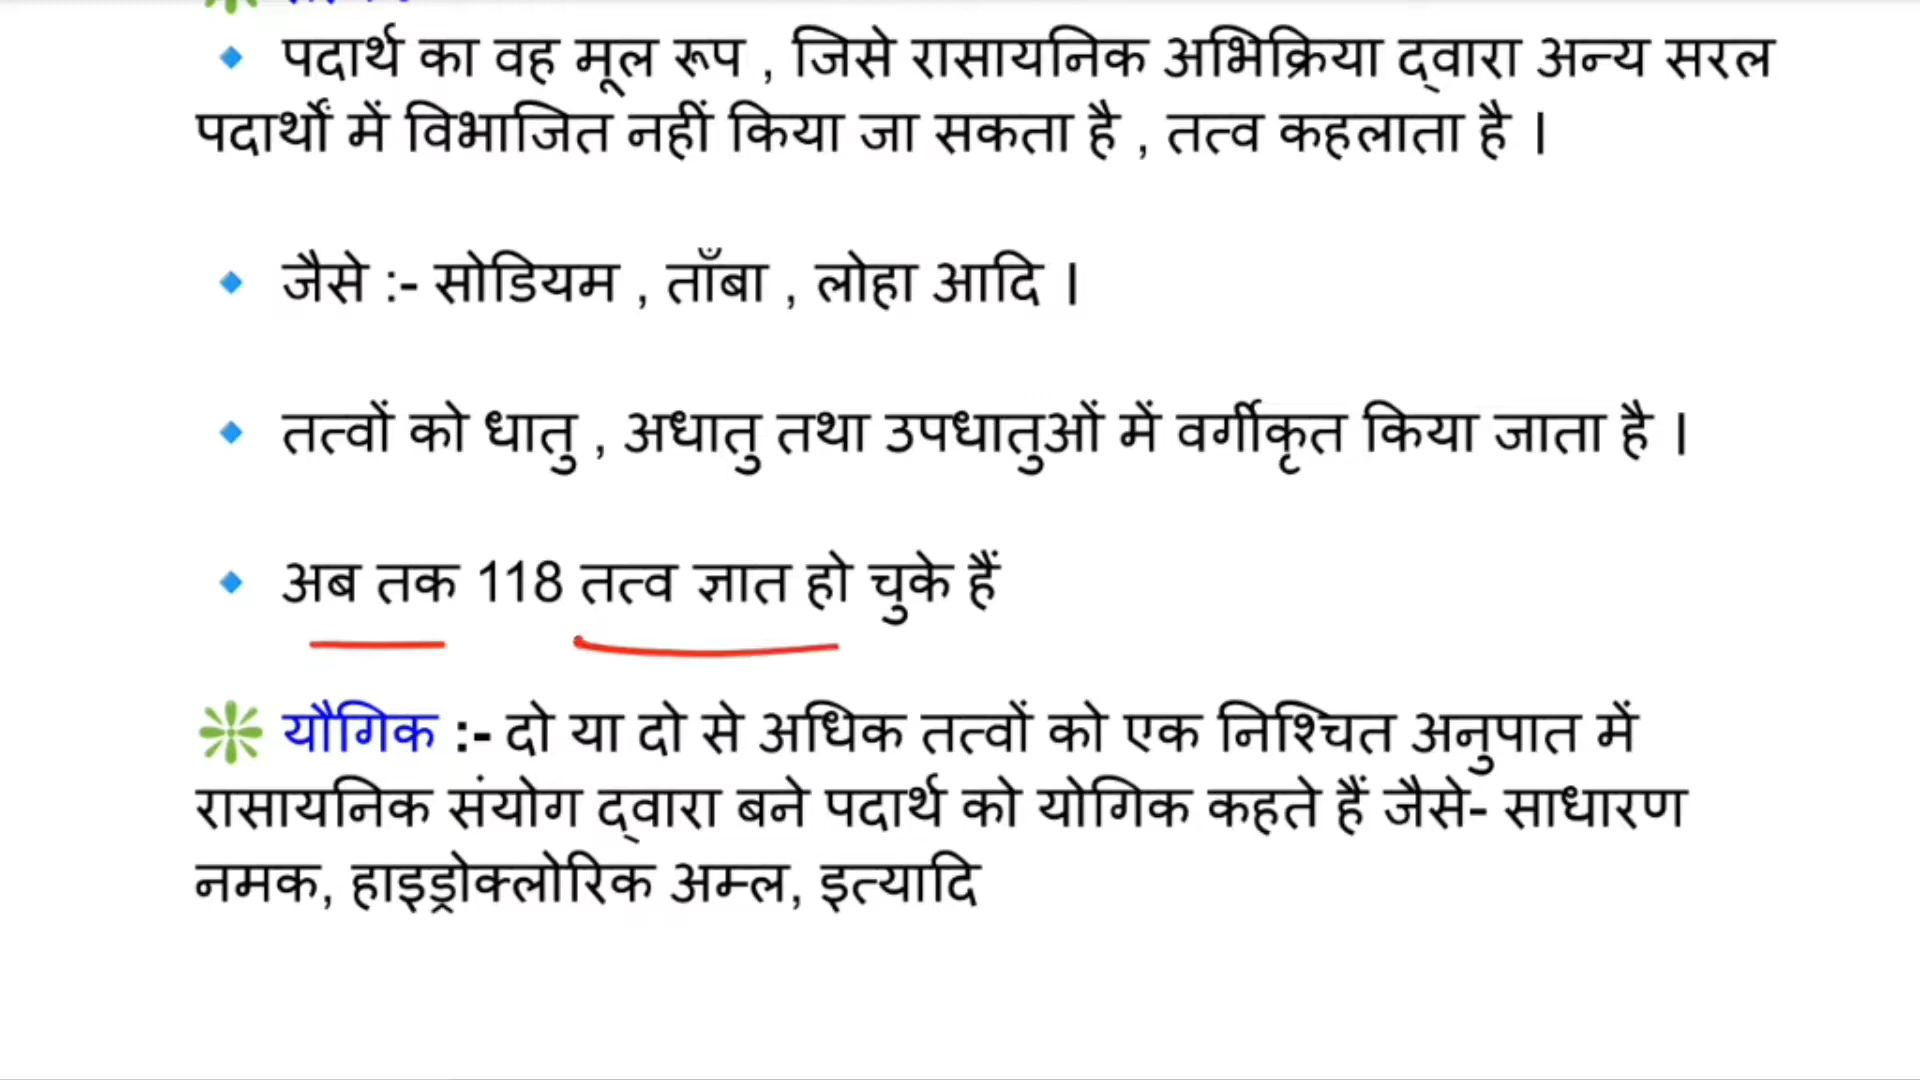 पदार्थ का वह मूल रूप , जिसे रासायनिक अभिक्रिया द्वारा अन्य सरल
पदार्थों में विभाजित नहीं किया जा सकता है , तत्व कहलाता है ।
जैसे :- सोडियम , ताँबा , लोहा आदि ।
तत्वों को धातु , अधातु तथा उपधातुओं में वर्गीकृत किया जाता है ।
अब तक 118 तत्व ज्ञात हो चुके हैं
यौगिक :- दो या दो से अधिक तत्वों को एक निश्चित अनुपात में
रासायनिक संयोग द्वारा बने पदार्थ को योगिक कहते हैं जैसे- साधारण
नमक, हाइड्रोक्लोरिक अम्ल, इत्यादि